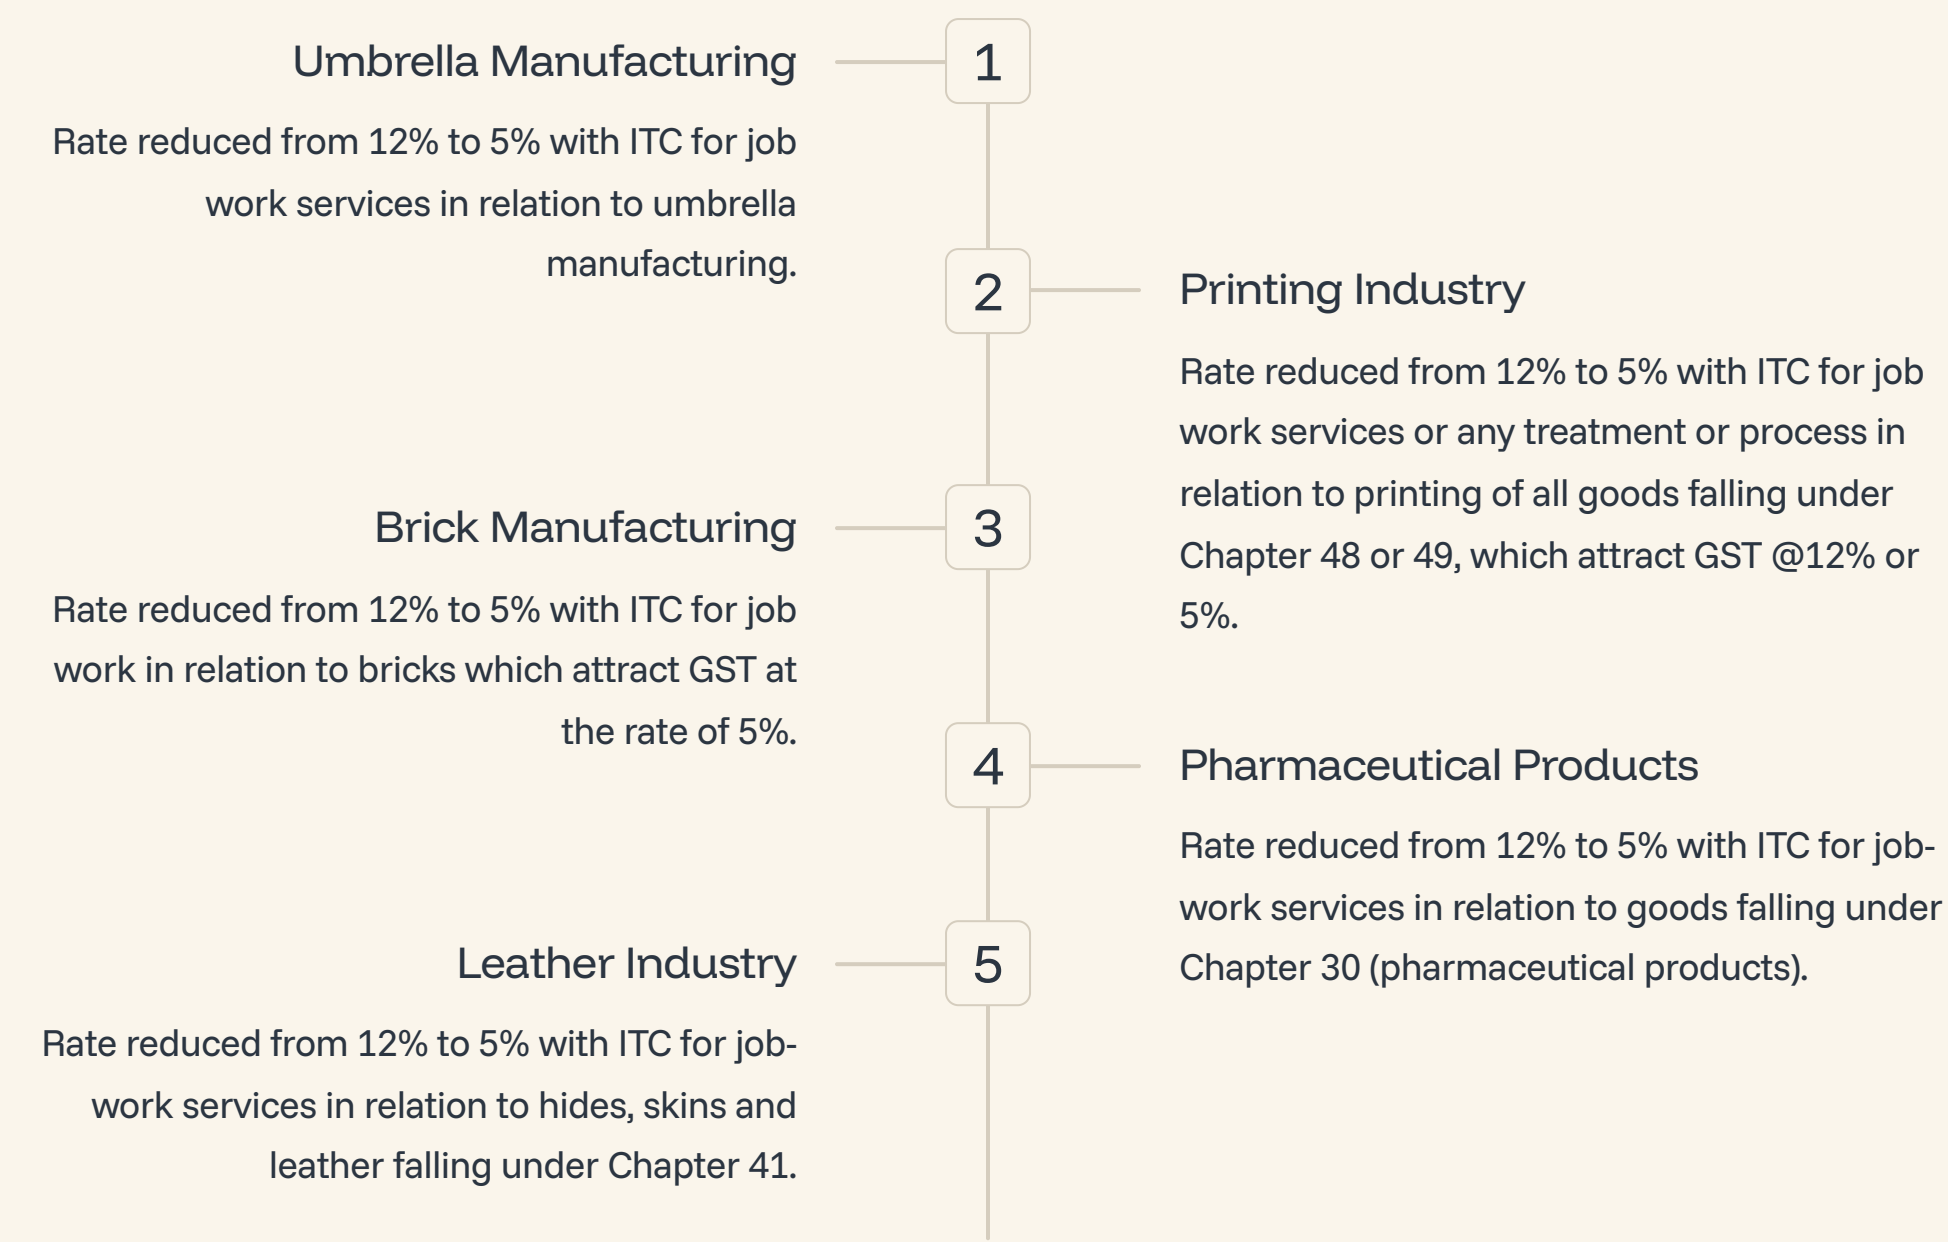 Umbrella Manufacturing
1
Rate reduced from 12% to 5% with ITC for job
work services in relation to umbrella
manufacturing.
2
Printing Industry
Rate reduced from 12% to 5% with ITC for job
work services or any treatment or process in
relation to printing of all goods falling under
Chapter 48 or 49, which attract GST @12% or
5%.
Brick Manufacturing
3
Rate reduced from 12% to 5% with ITC for job
work in relation to bricks which attract GST at
the rate of 5%.
4
Pharmaceutical Products
Rate reduced from 12% to 5% with ITC for job-
work services in relation to goods falling under
Chapter 30 (pharmaceutical products).
Leather Industry
5
Rate reduced from 12% to 5% with ITC for job-
work services in relation to hides, skins and
leather falling under Chapter 41.